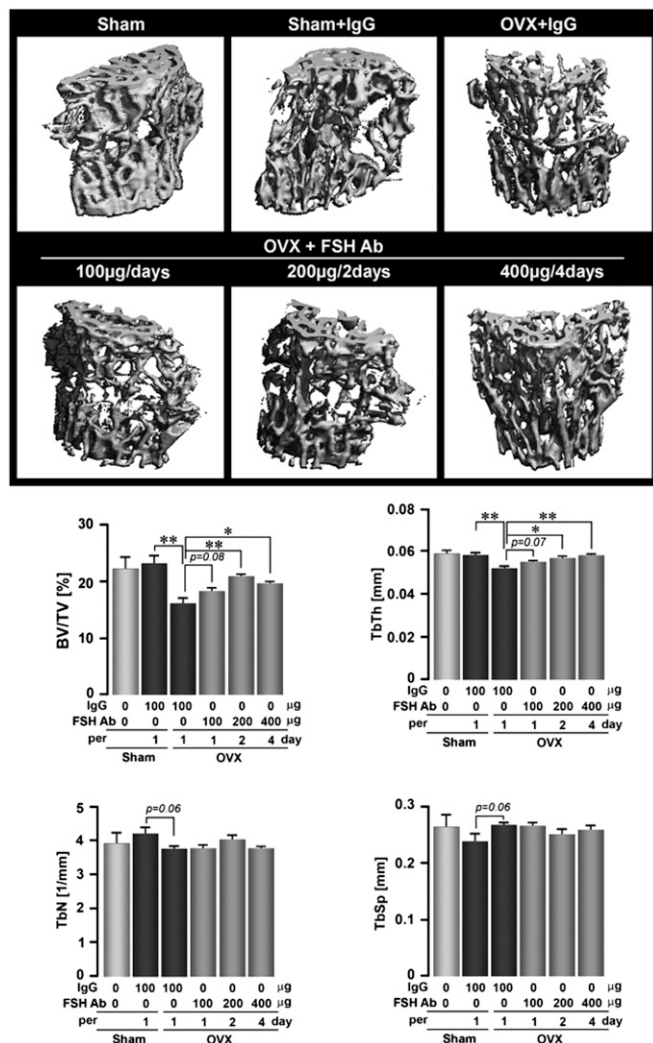 Sham Sham+IgG OVX+IgG
OVX + FSH Ab
100µg/days 200µg/2days 400µg/4days
BV/TV [%]
30
20
10
0
** ** *
p=0.08
IgG 0 100 100 0 0 0 µg
FSH Ab 0 0 0 100 200 400 µg
per 1 1 1 2 4 day
Sham OVX
TbTh [mm]
0.08
0.06
0.04
0.02
0
** ** *
p=0.07
IgG 0 100 100 0 0 0 µg
FSH Ab 0 0 0 100 200 400 µg
per 1 1 1 2 4 day
Sham OVX
TbN [1/mm]
5
4
3
2
1
0
p=0.06
IgG 0 100 100 0 0 0 µg
FSH Ab 0 0 0 100 200 400 µg
per 1 1 1 2 4 day
Sham OVX
TbSp [mm]
0.3
0.2
0.1
0
p=0.06
IgG 0 100 100 0 0 0 µg
FSH Ab 0 0 0 100 200 400 µg
per 1 1 1 2 4 day
Sham OVX